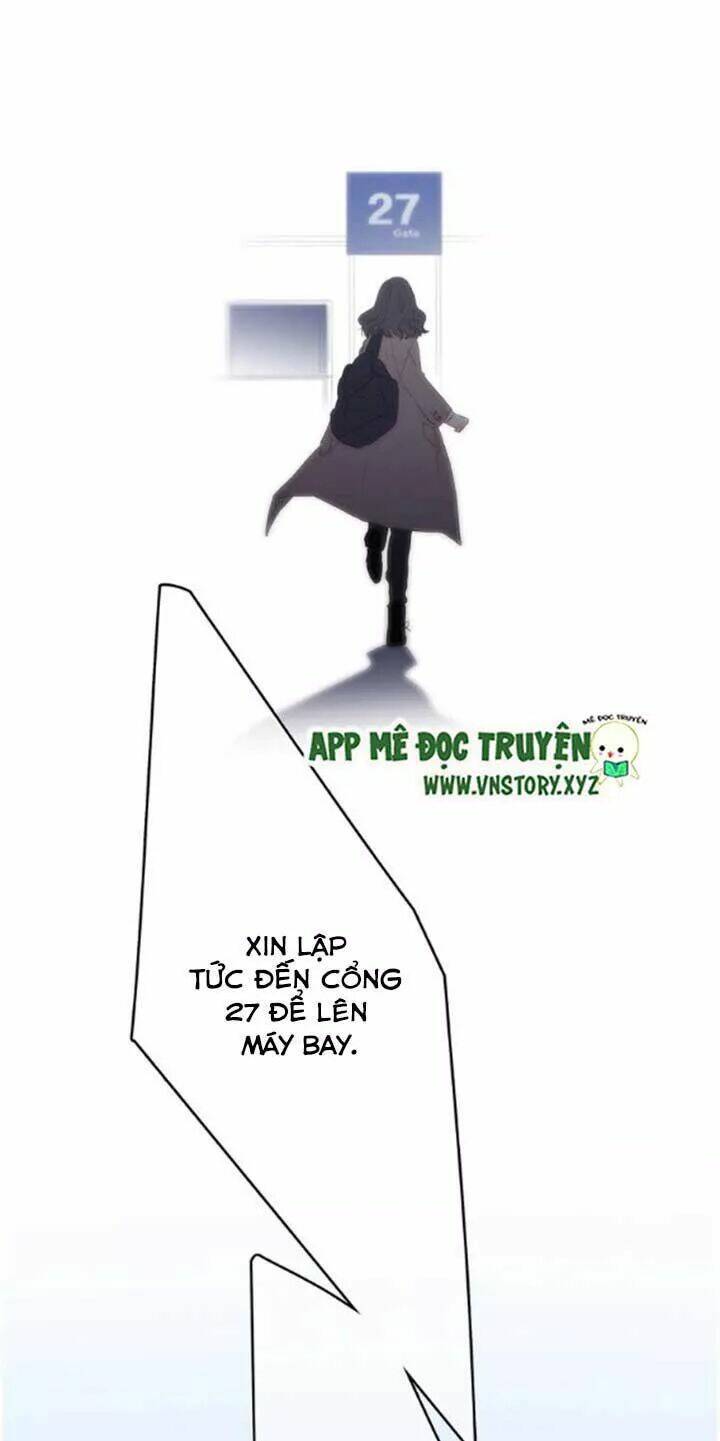 27
Gate
MÊ ĐỌC TRUYỆN
APP MÊ ĐỌC TRUYỆN
WWW.VNSTORY.XYZ
XIN LẬP
TỨC ĐẾN CỔNG
27 ĐỂ LÊN
MÁY BAY.